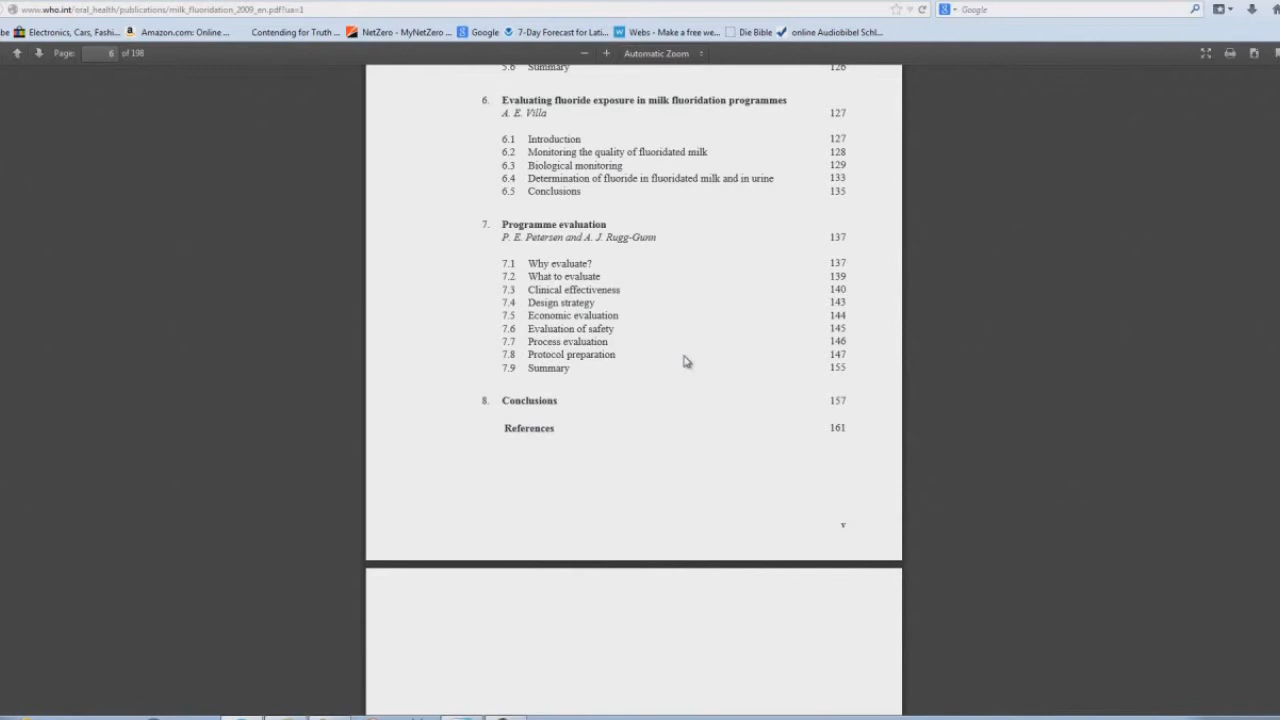 www.who.int/oral_health/publications/milk_fluoridation_2009_en.pdf?ua=1
Google
be Electronics, Cars, Fashi... Amazon.com: Online ... Contending for Truth ... NetZero - MyNetZero ... Google 7-Day Forecast for Lati... Webs - Make a free we... Die Bible online Audiobibel Schl...
Page: 6 of 198 Automatic Zoom
5.6 Summary 126
6. Evaluating fluoride exposure in milk fluoridation programmes
A. E. Villa 127
6.1 Introduction 127
6.2 Monitoring the quality of fluoridated milk 128
6.3 Biological monitoring 129
6.4 Determination of fluoride in fluoridated milk and in urine 133
6.5 Conclusions 135
7. Programme evaluation
P. E. Petersen and A. J. Rugg-Gunn 137
7.1 Why evaluate? 137
7.2 What to evaluate 139
7.3 Clinical effectiveness 140
7.4 Design strategy 143
7.5 Economic evaluation 144
7.6 Evaluation of safety 145
7.7 Process evaluation 146
7.8 Protocol preparation 147
7.9 Summary 155
8. Conclusions 157
References 161
v